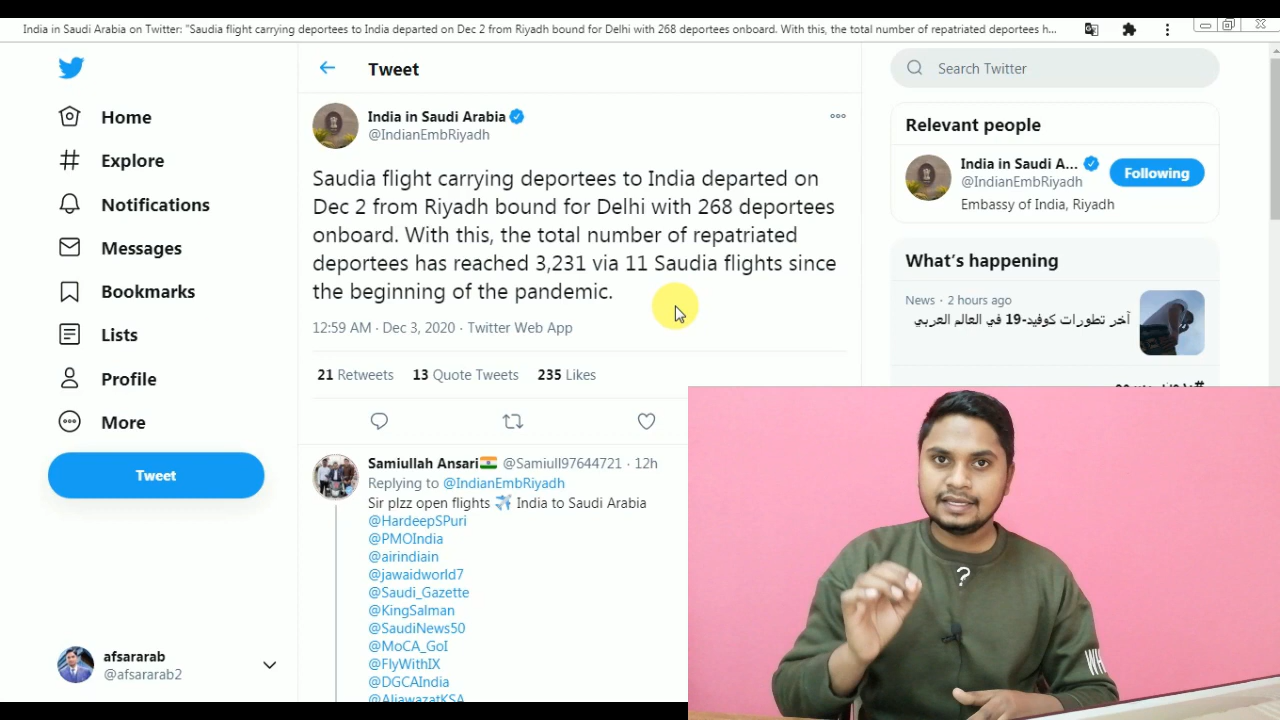 India in Saudi Arabia on Twitter: "Saudia flight carrying deportees to India departed on Dec 2 from Riyadh bound for Delhi with 268 deportees onboard. With this, the total number of repatriated deportees h...
Home
Explore
Notifications
Messages
Bookmarks
Lists
Profile
More
Tweet
afsararab
@afsararab2
Tweet
India in Saudi Arabia
@IndianEmbRiyadh
Saudia flight carrying deportees to India departed on
Dec 2 from Riyadh bound for Delhi with 268 deportees
onboard. With this, the total number of repatriated
deportees has reached 3,231 via 11 Saudia flights since
the beginning of the pandemic.
12:59 AM · Dec 3, 2020 · Twitter Web App
21 Retweets 13 Quote Tweets 235 Likes
Samiullah Ansari @Samiull97644721 · 12h
Replying to @IndianEmbRiyadh
Sir plzz open flights India to Saudi Arabia
@HardeepSPuri
@PMOIndia
@airindiain
@jawaidworld7
@Saudi_Gazette
@KingSalman
@SaudiNews50
@MoCA_GoI
@FlyWithIX
@DGCAIndia
@AljawazatKSA
Search Twitter
Relevant people
India in Saudi A...
@IndianEmbRiyadh
Following
Embassy of India, Riyadh
What's happening
News · 2 hours ago
آخر تطورات كوفيد-19 في العالم العربي
?